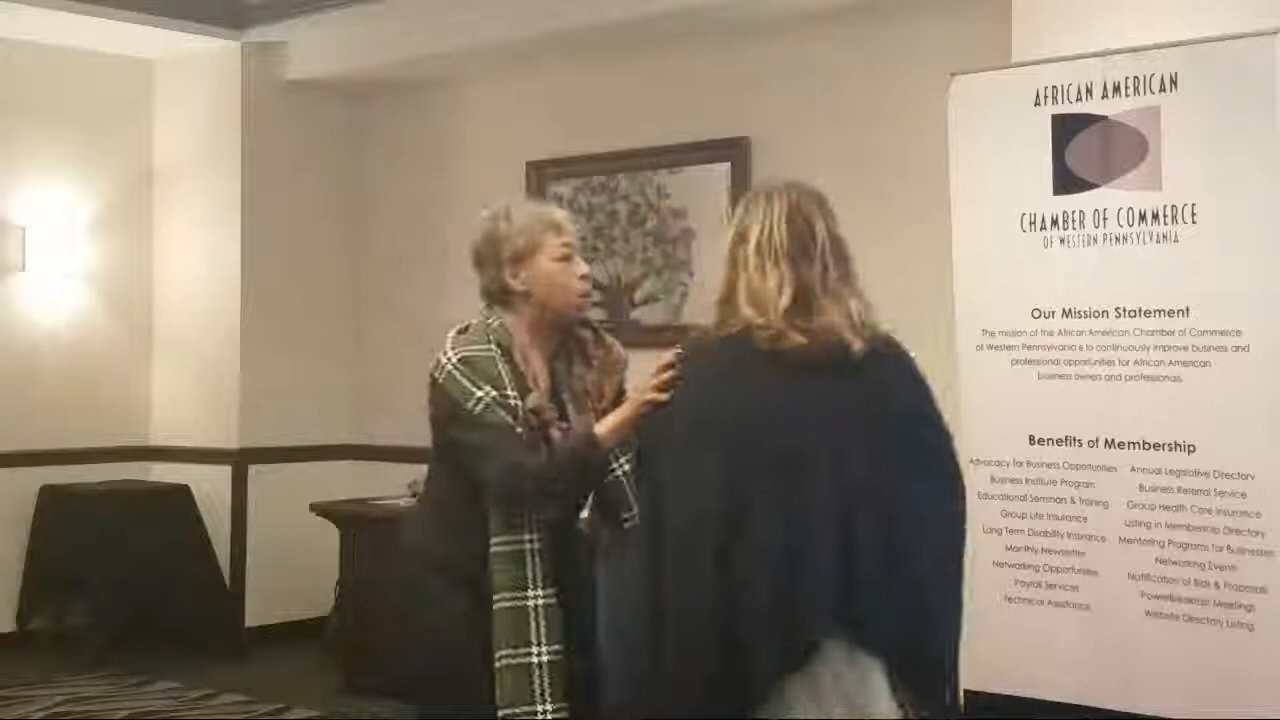 AFRICAN AMERICAN
CHAMBER OF COMMERCE
OF WESTERN PENNSYLVANIA
Our Mission Statement
The mission of the African American Chamber of Commerce
of Western Pennsylvania is to continuously improve business and
professional opportunities for African American
business owners and professionals.
Benefits of Membership
Advocacy for Business Opportunities
Business Institute Program
Educational Seminars & Training
Group Life Insurance
Long Term Disability Insurance
Monthly Newsletter
Networking Opportunities
Payroll Services
Technical Assistance
Annual Legislative Directory
Business Referral Service
Group Health Care Insurance
Listing in Membership Directory
Mentoring Programs for Businesses
Networking Events
Notification of Bids & Proposals
PowerBreakfast Meetings
Website Directory Listing